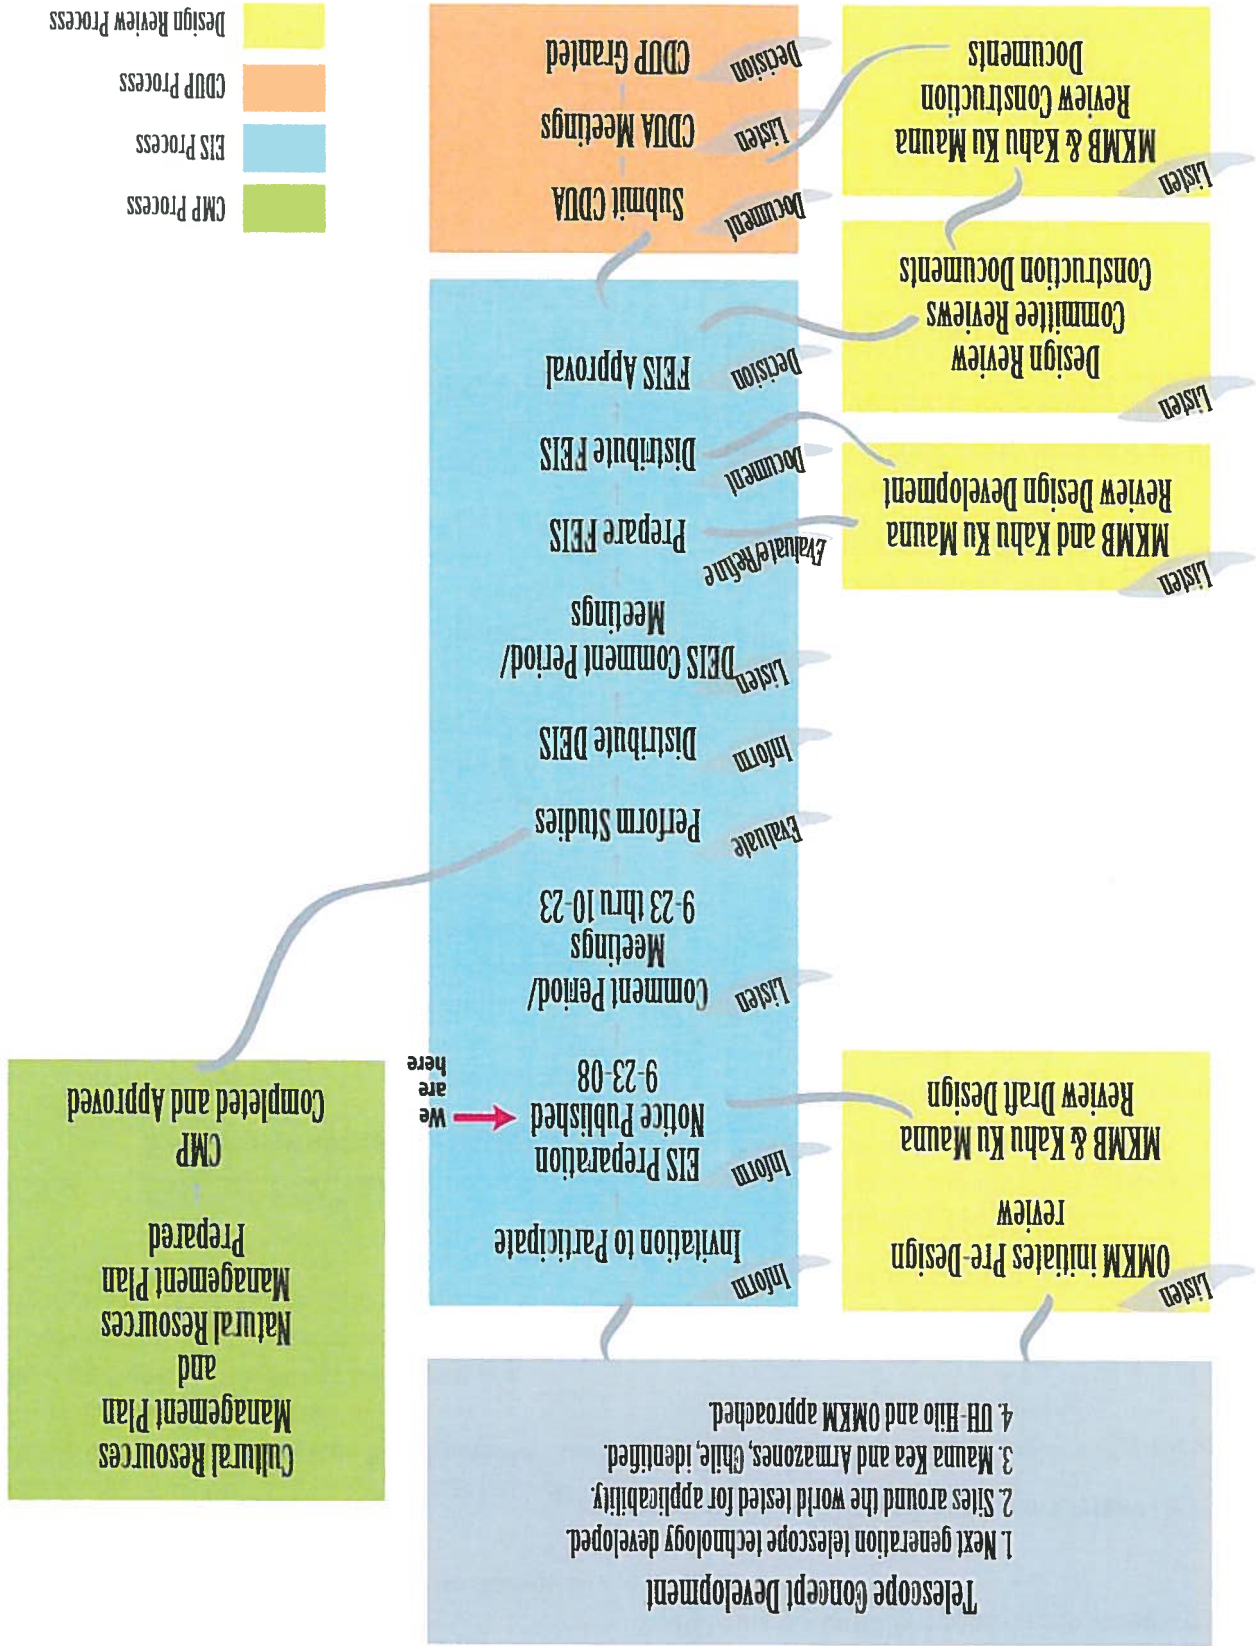 Telescope Concept Development
1. Next generation telescope technology developed.
2. Sites around the world tested for applicability.
3. Mauna Kea and Armazones, Chile, identified.
4. UH-Hilo and OMKM approached.
Listen
OMKM initiates Pre-Design
review
MKMB & Kahu Ku Mauna
Review Draft Design
Inform
Invitation to Participate
Inform
EIS Preparation
Notice Published
9-23-08
We
are
here
Listen
Comment Period/
Meetings
9-23 thru 10-23
Evaluate
Perform Studies
Inform
Distribute DEIS
Listen
DEIS Comment Period/
Meetings
Evaluate/Refine
Prepare FEIS
Document
Distribute FEIS
Decision
FEIS Approval
Cultural Resources
Management Plan
and
Natural Resources
Management Plan
Prepared
CMP
Completed and Approved
Listen
MKMB and Kahu Ku Mauna
Review Design Development
Listen
Design Review
Committee Reviews
Construction Documents
Listen
MKMB & Kahu Ku Mauna
Review Construction
Documents
Document
Submit CDUA
Listen
CDUA Meetings
Decision
CDUP Granted
CMP Process
EIS Process
CDUP Process
Design Review Process